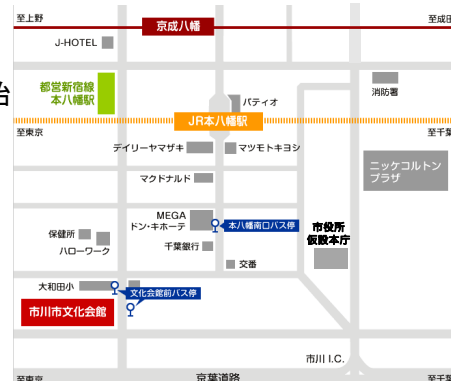 至上野
京成八幡
至成田
J-HOTEL
都営新宿線
本八幡駅
消防署
パティオ
JR本八幡駅
至東京
至千葉
デイリーヤマザキ
マツモトキヨシ
ニッケコルトン
プラザ
マクドナルド
MEGA
ドン・キホーテ
本八幡南口バス停
市役所
仮設本庁
保健所
ハローワーク
千葉銀行
交番
大和田小
文化会館前バス停
市川市文化会館
市川 I.C.
至東京
京葉道路
至千葉